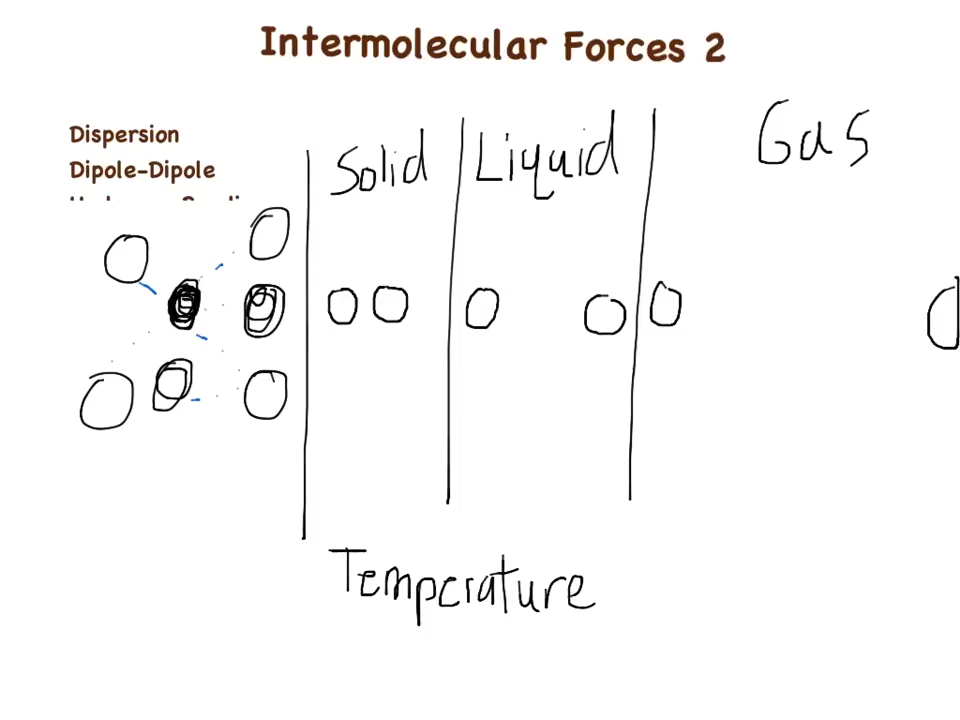 Intermolecular Forces 2
Dispersion
Dipole-Dipole
Solid
Liquid
Gas
Temperature